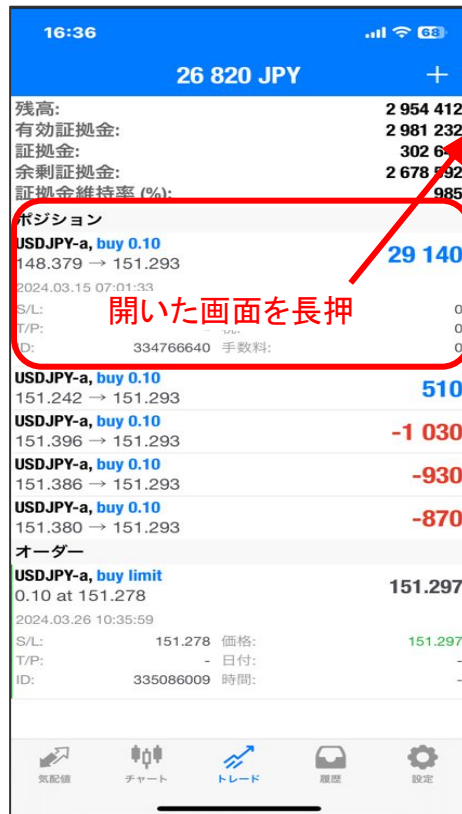 16:36
68
26 820 JPY
+
残高: 2 954 412
有効証拠金: 2 981 232
証拠金: 302 64
余剰証拠金: 2 678 592
証拠金維持率 (%): 985
ポジション
USDJPY-a, buy 0.10
148.379 → 151.293
29 140
2024.03.15 07:01:33
開いた画面を長押
S/L: 0
T/P: - 0
ID: 334766640 手数料: 0
USDJPY-a, buy 0.10
151.242 → 151.293
510
USDJPY-a, buy 0.10
151.396 → 151.293
-1 030
USDJPY-a, buy 0.10
151.386 → 151.293
-930
USDJPY-a, buy 0.10
151.380 → 151.293
-870
オーダー
USDJPY-a, buy limit
0.10 at 151.278
151.297
2024.03.26 10:35:59
S/L: 151.278 価格: 151.297
T/P: - 日付: -
ID: 335086009 時間: -
気配値 チャート トレード 履歴 設定